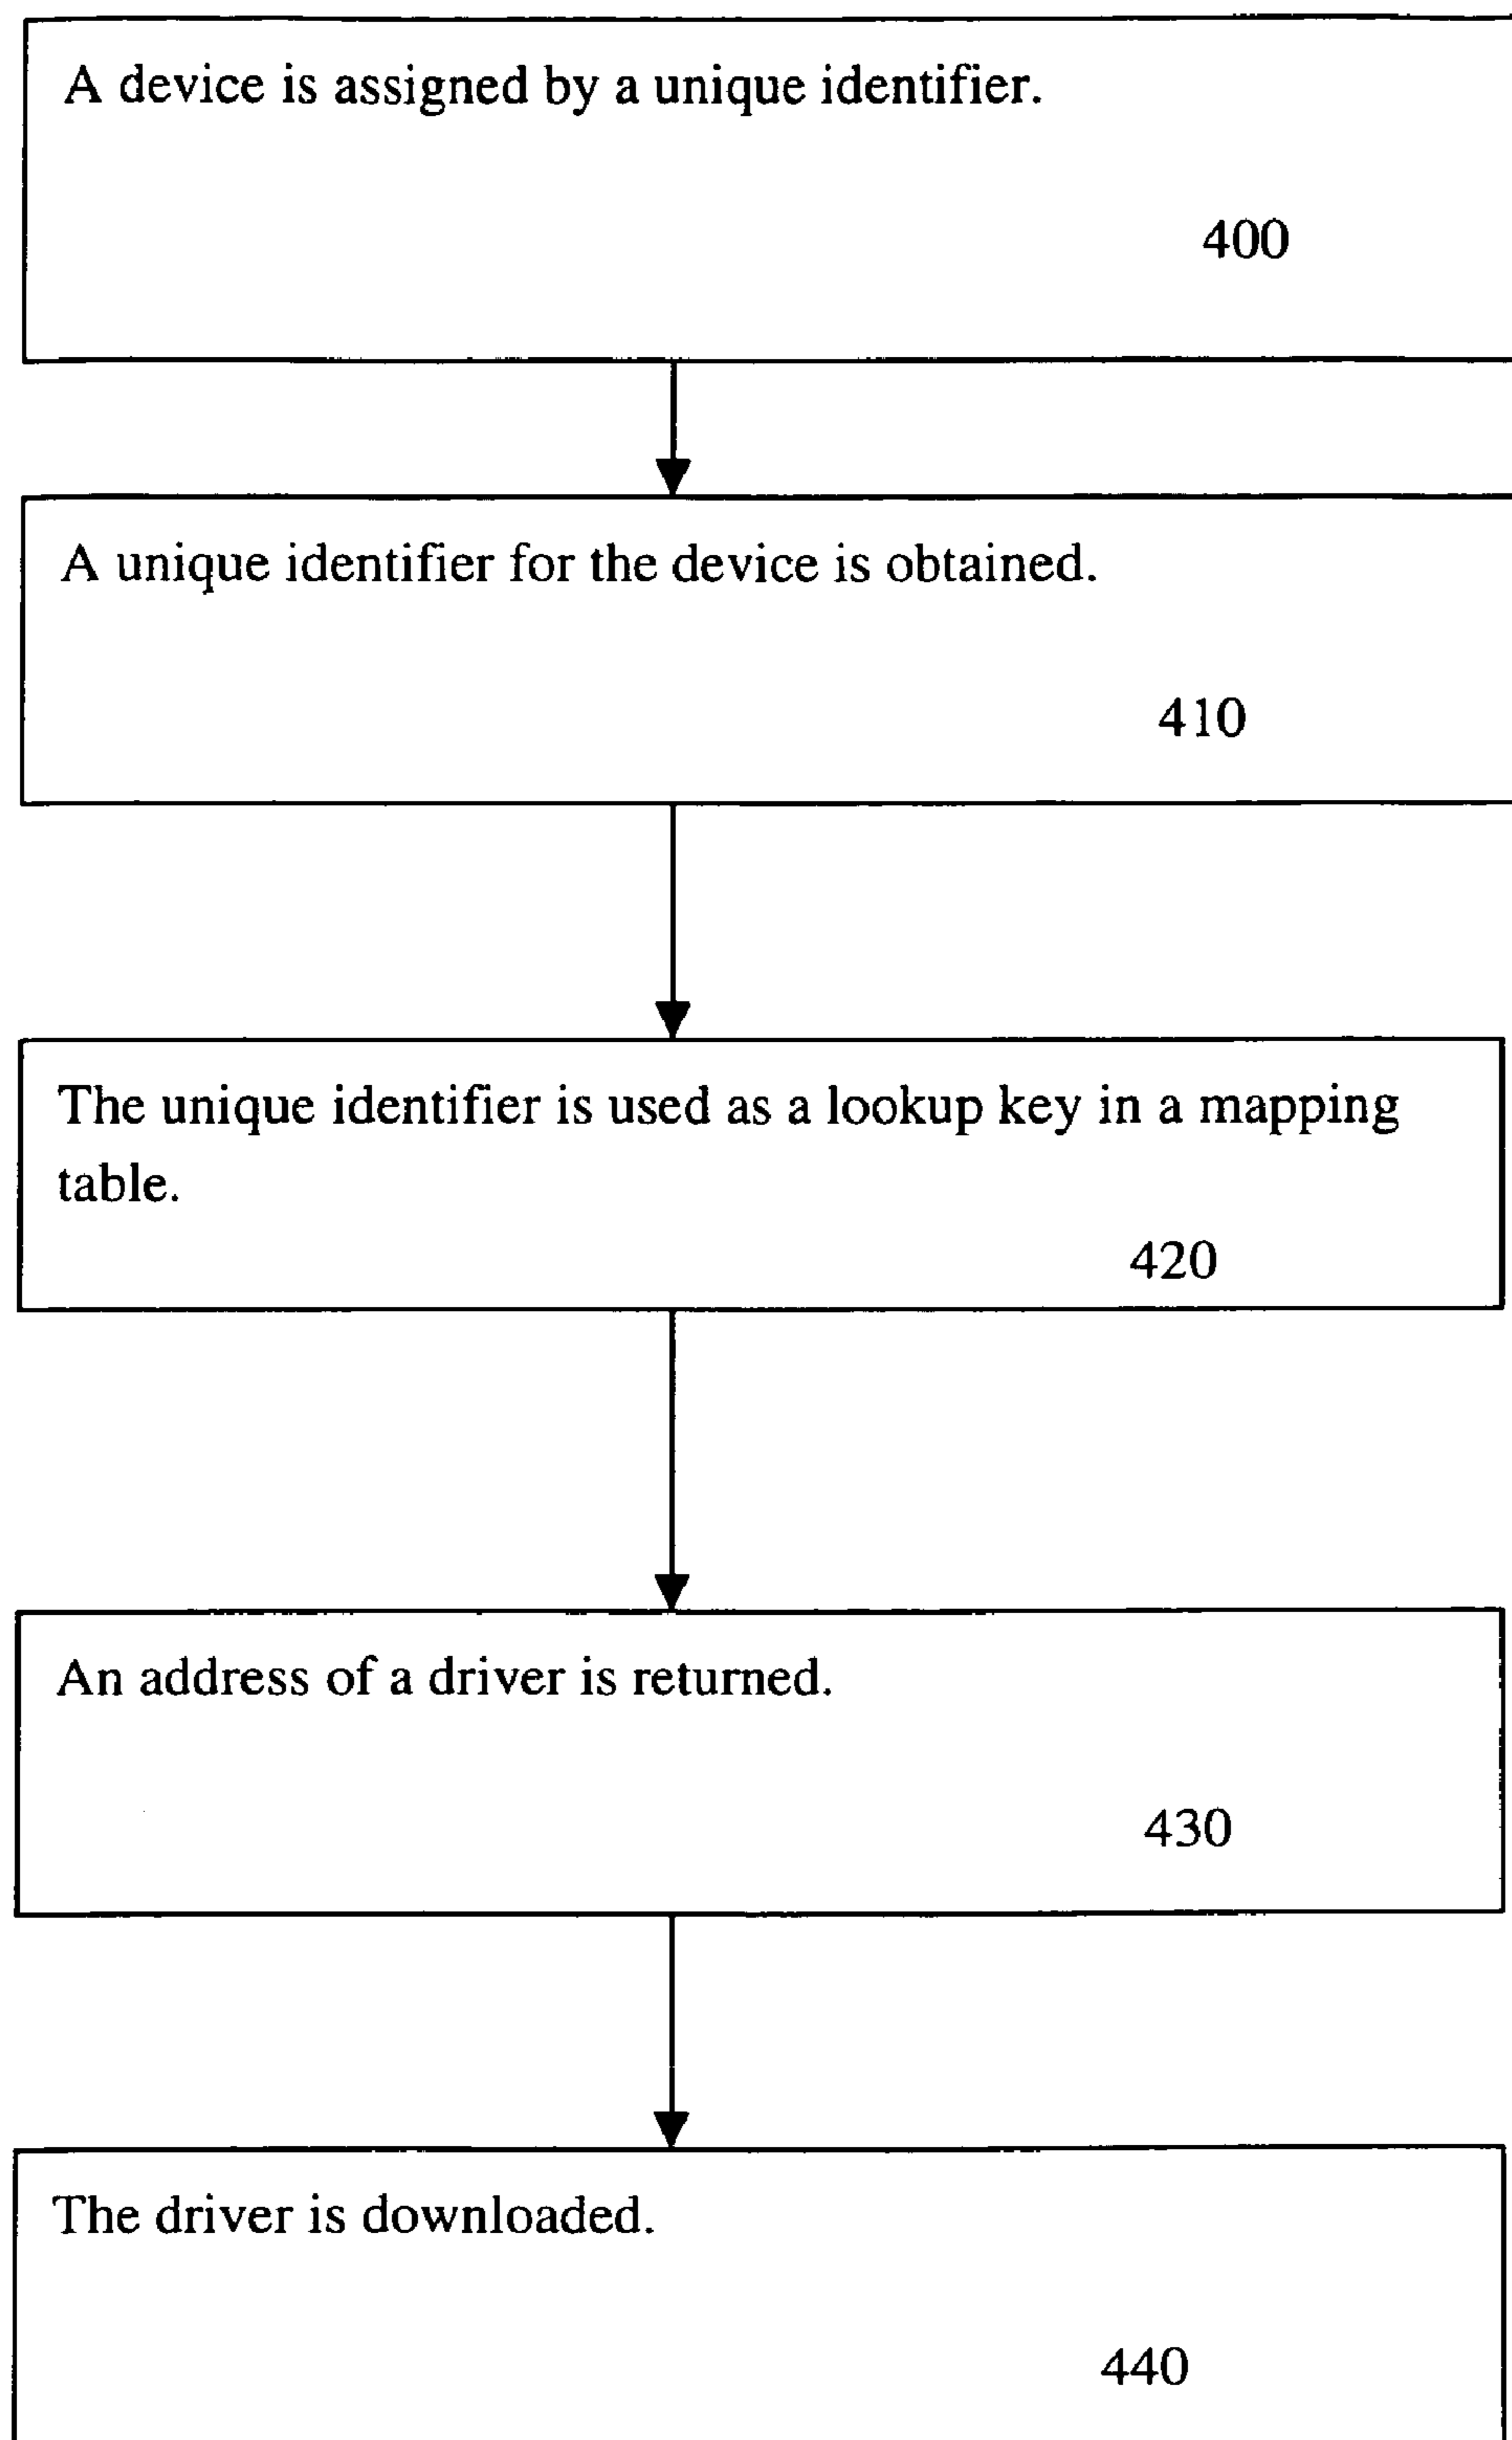 A device is assigned by a unique identifier.
400
A unique identifier for the device is obtained.
410
The unique identifier is used as a lookup key in a mapping
table.
420
An address of a driver is returned.
430
The driver is downloaded.
440